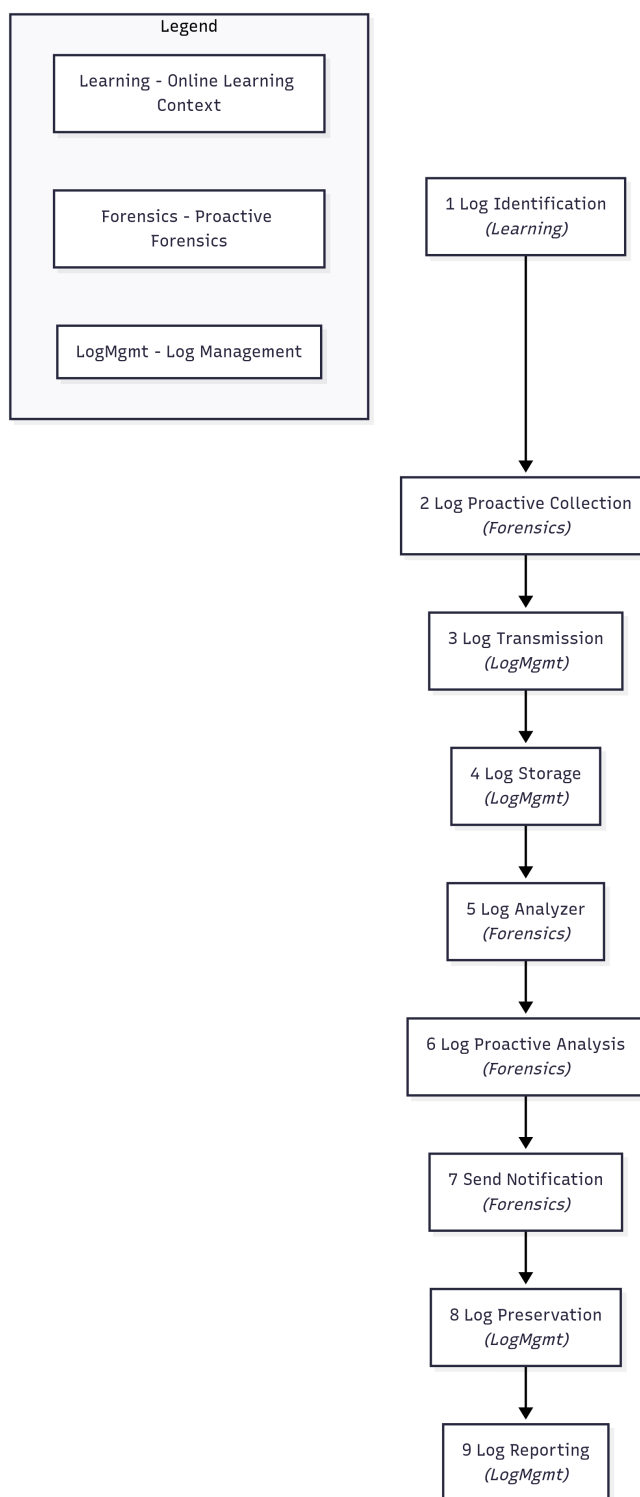 Legend
Learning - Online Learning
Context
Forensics - Proactive
Forensics
LogMgmt - Log Management
1 Log Identification
(Learning)
2 Log Proactive Collection
(Forensics)
3 Log Transmission
(LogMgmt)
4 Log Storage
(LogMgmt)
5 Log Analyzer
(Forensics)
6 Log Proactive Analysis
(Forensics)
7 Send Notification
(Forensics)
8 Log Preservation
(LogMgmt)
9 Log Reporting
(LogMgmt)